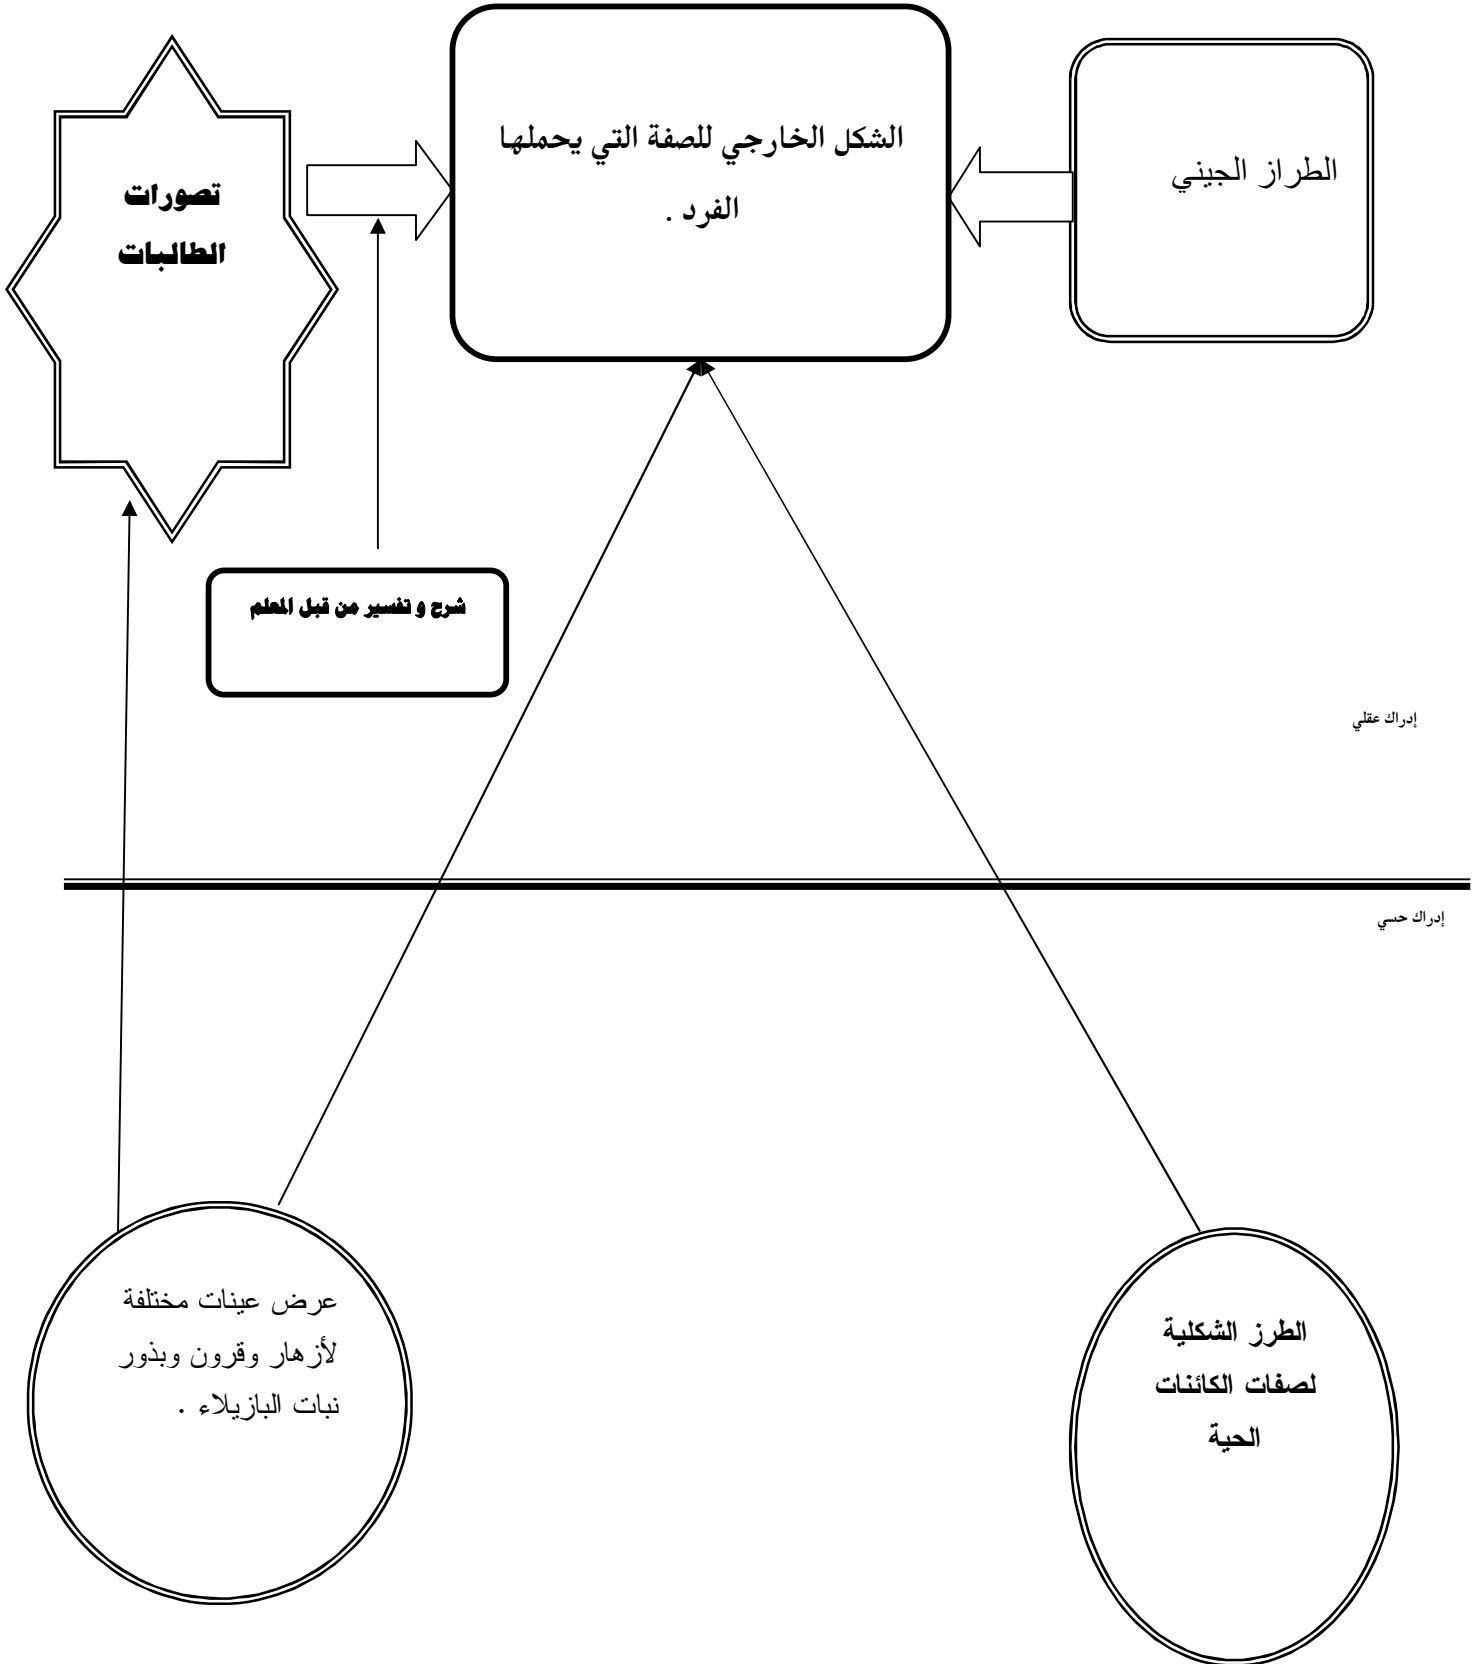 الشكل الخارجي للصفة التي يحملها
الفرد .
الطراز الجيني
تصورات
الطالبات
شرح و تفسير من قبل المعلم
إدراك عقلي
إدراك حسي
عرض عينات مختلفة
لأزهار وقرون وبذور
نبات البازيلاء .
الطرز الشكلية
لصفات الكائنات
الحية